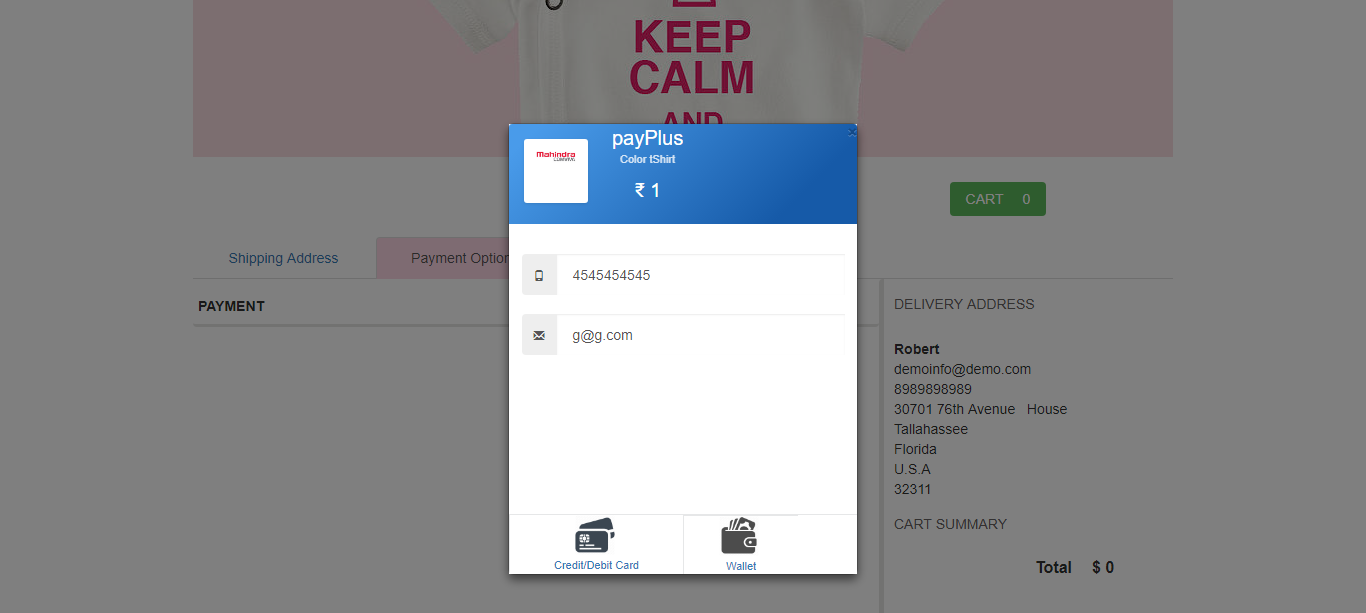 KEEP
CALM
AND
payPlus
Mahindra
Color tShirt
₹ 1
×
CART 0
Shipping Address
Payment Option
4545454545
PAYMENT
g@g.com
DELIVERY ADDRESS
Robert
demoinfo@demo.com
8989898989
30701 76th Avenue House
Tallahassee
Florida
U.S.A
32311
CART SUMMARY
Total $ 0
Credit/Debit Card
Wallet